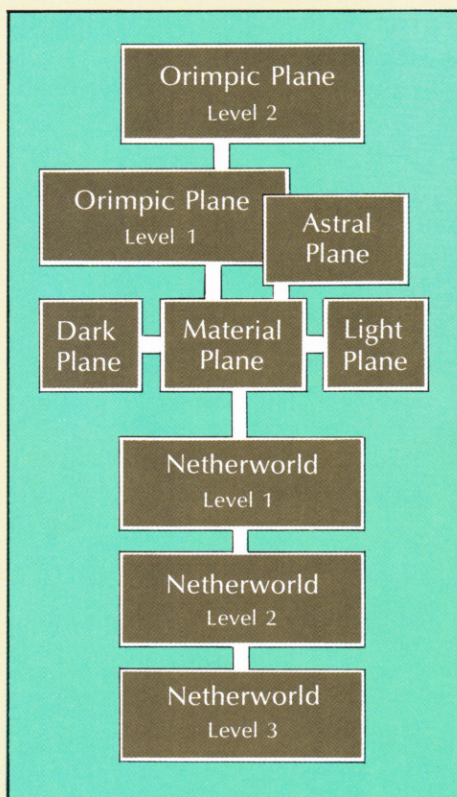 Orimpic Plane
Level 2
Orimpic Plane
Level 1
Astral
Plane
Dark
Plane
Material
Plane
Light
Plane
Netherworld
Level 1
Netherworld
Level 2
Netherworld
Level 3